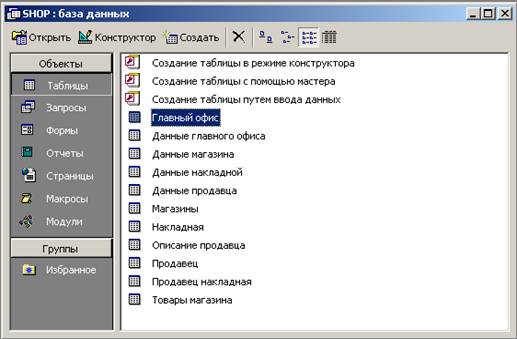 SHOP : база данных
Открыть Конструктор Создать
Объекты
Таблицы
Запросы
Формы
Отчеты
Страницы
Макросы
Модули
Группы
Избранное
Создание таблицы в режиме конструктора
Создание таблицы с помощью мастера
Создание таблицы путем ввода данных
Главный офис
Данные главного офиса
Данные магазина
Данные накладной
Данные продавца
Магазины
Накладная
Описание продавца
Продавец
Продавец накладная
Товары магазина